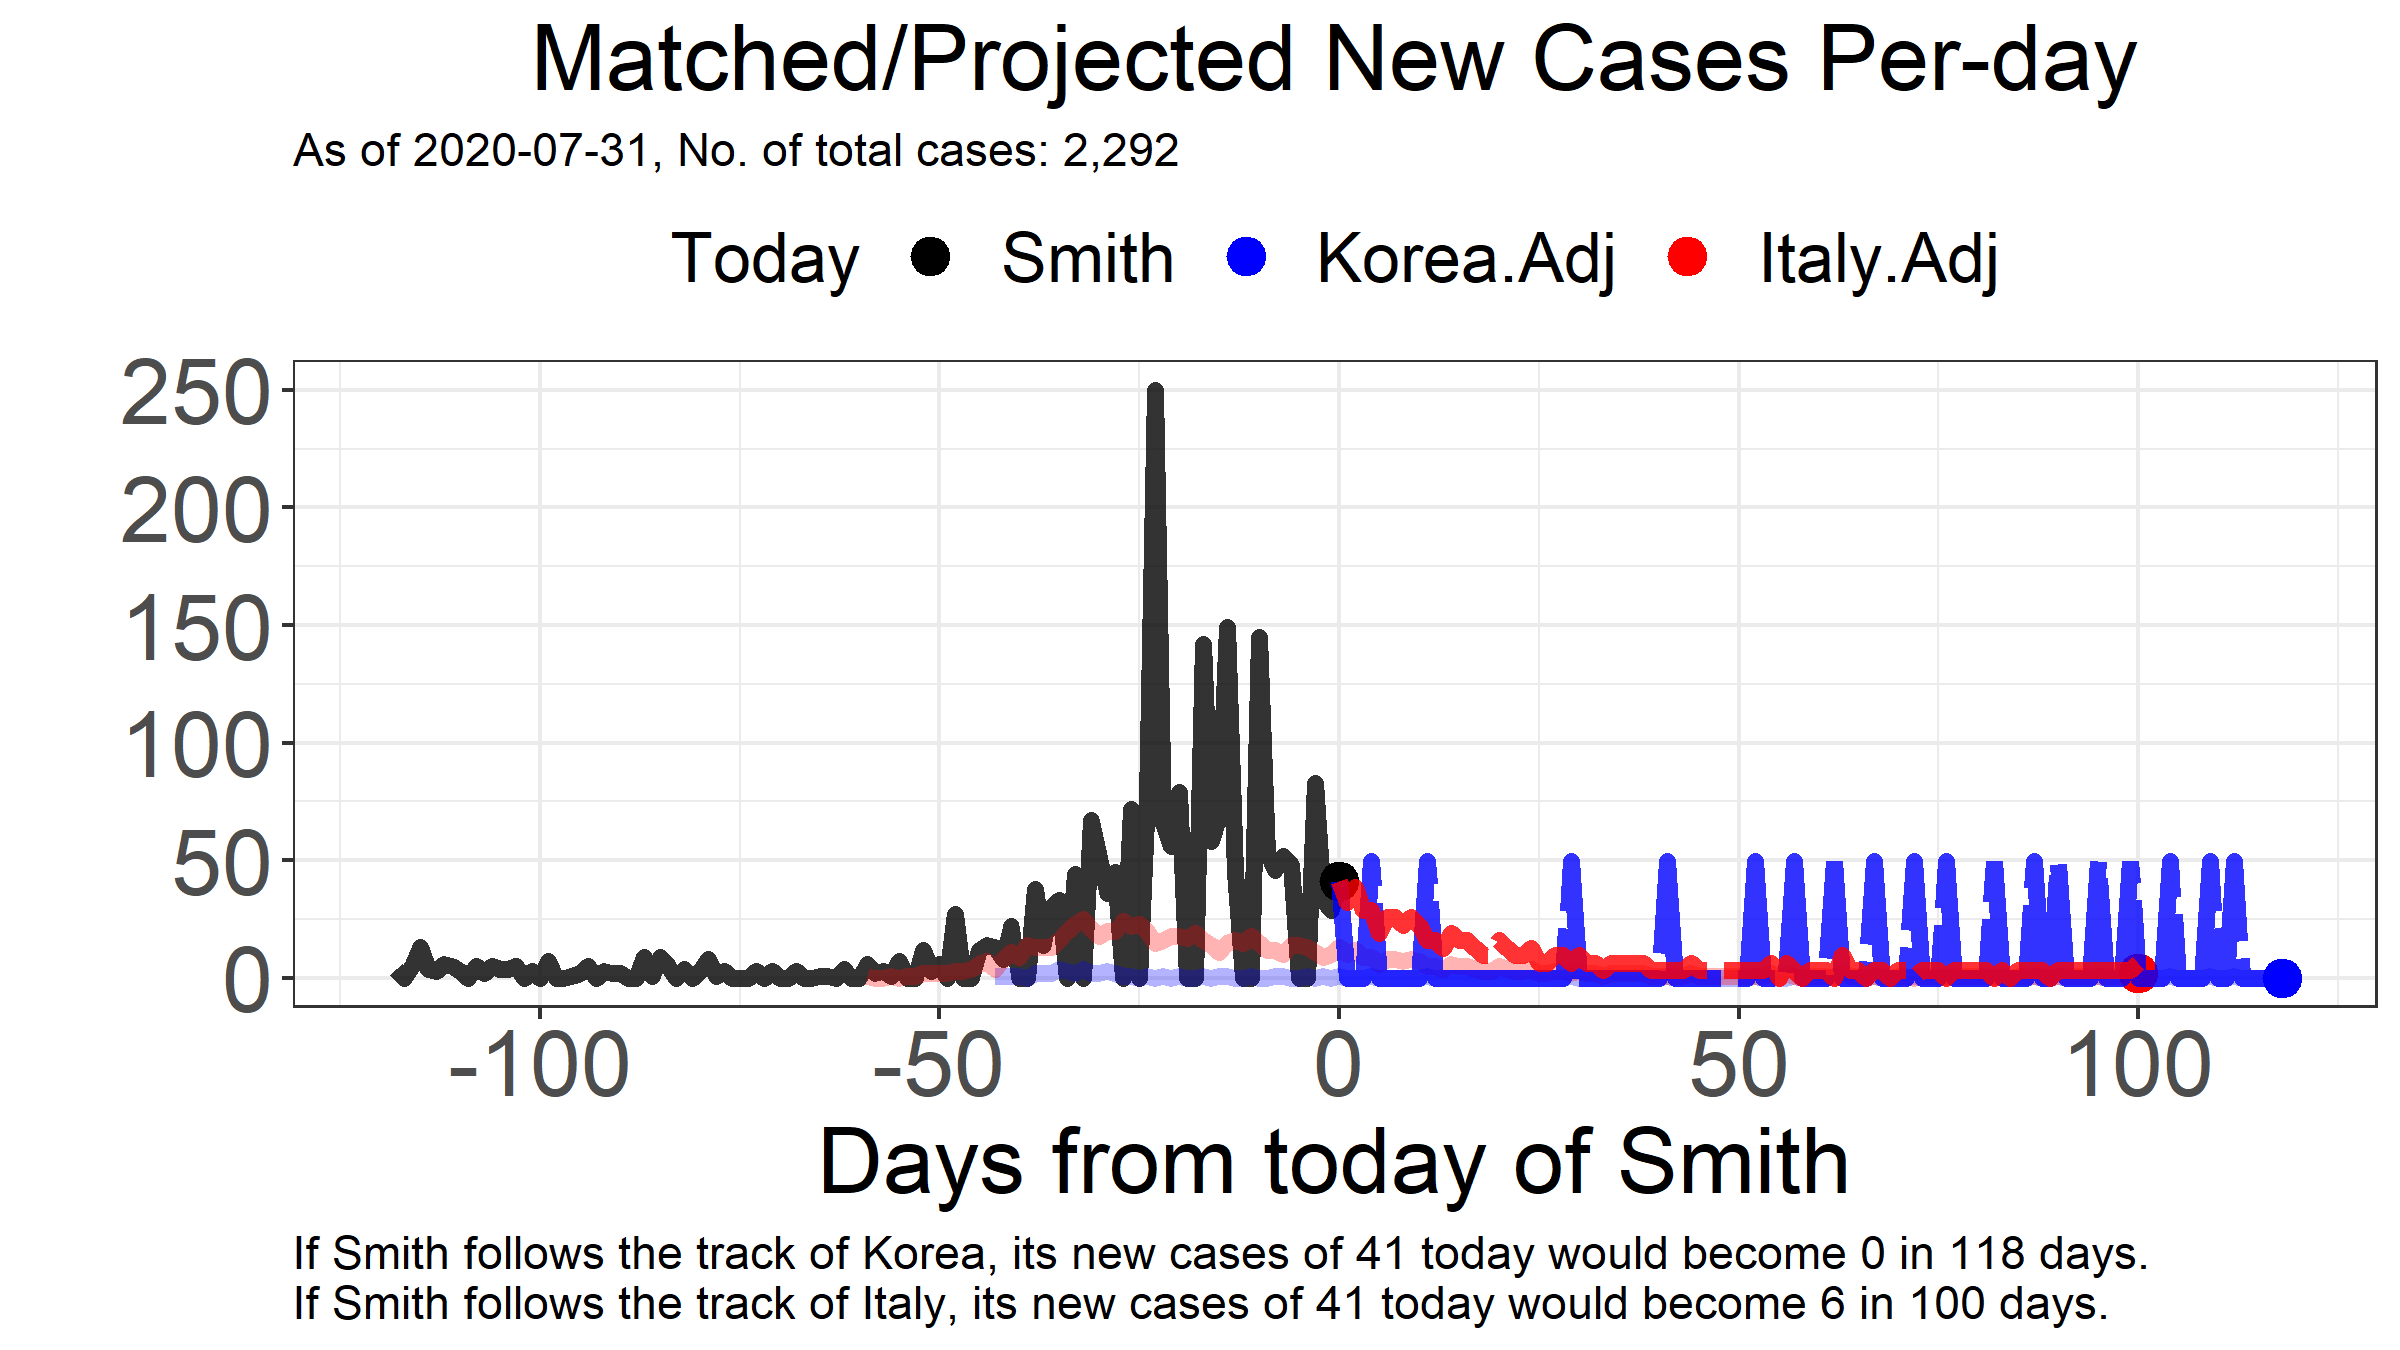 Matched/Projected New Cases Per-day
As of 2020-07-31, No. of total cases: 2,292
Today Smith Korea.Adj Italy.Adj
250
200
150
100
50
0
-100 -50 0 50 100
Days from today of Smith
If Smith follows the track of Korea, its new cases of 41 today would become 0 in 118 days.
If Smith follows the track of Italy, its new cases of 41 today would become 6 in 100 days.